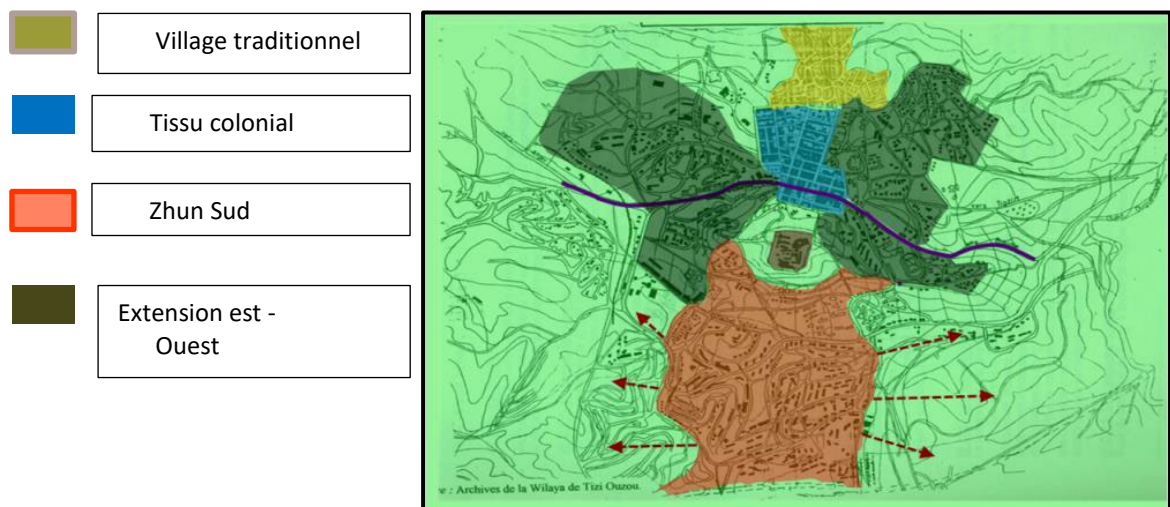 Village traditionnel
Tissu colonial
Zhun Sud
Extension est -
Ouest
: Archives de la Wilaya de Tizi Ouzou.